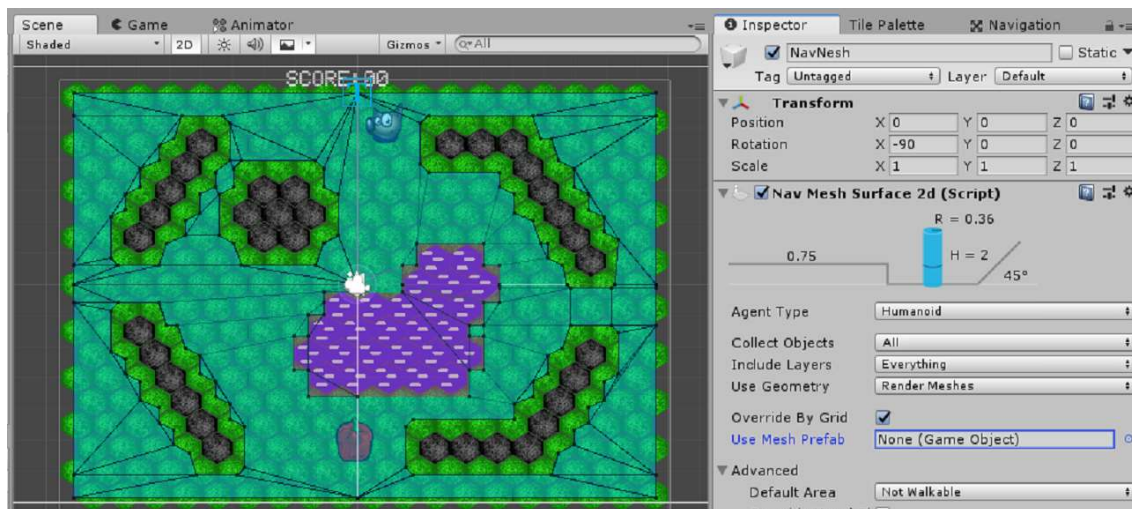 Scene Game Animator
Shaded 2D Gizmos All
SCORE:00
Inspector Tile Palette Navigation
NavNesh Static
Tag Untagged Layer Default
Transform
Position X 0 Y 0 Z 0
Rotation X -90 Y 0 Z 0
Scale X 1 Y 1 Z 1
Nav Mesh Surface 2d (Script)
R = 0.36
0.75 H = 2
45°
Agent Type Humanoid
Collect Objects All
Include Layers Everything
Use Geometry Render Meshes
Override By Grid
Use Mesh Prefab None (Game Object)
Advanced
Default Area Not Walkable